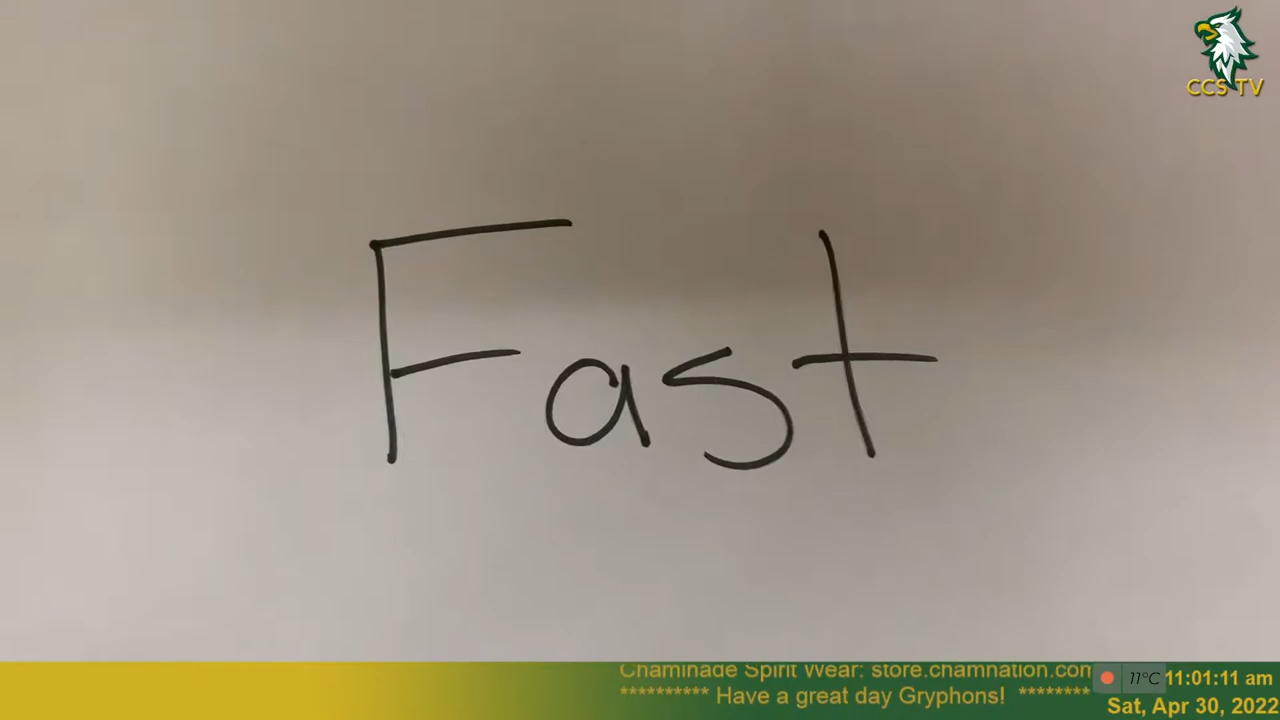 CCS TV
Fast
Chaminade Spirit Wear: store.chamnation.com
********** Have a great day Gryphons! ********
11°C
11:01:11 am
Sat, Apr 30, 2022